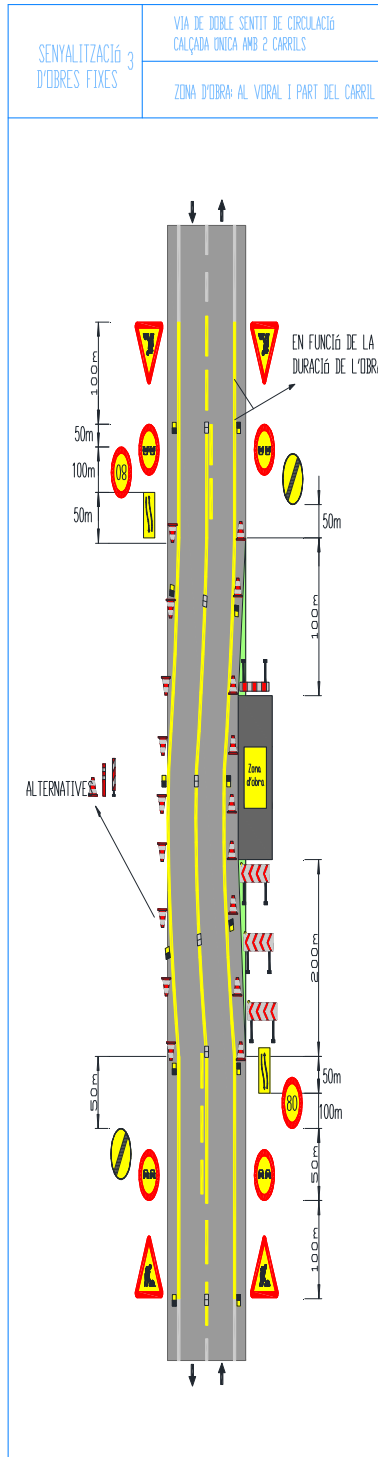 SENYALITZACIÓ 3
D'OBRES FIXES
VIA DE DOBLE SENTIT DE CIRCULACIÓ
CALÇADA ÚNICA AMB 2 CARRILS
ZONA D'OBRA: AL VORAL I PART DEL CARRIL
EN FUNCIÓ DE LA
DURACIÓ DE L'OBRA
100m
50m
100m
80
50m
50m
100m
Zona
d'obra
ALTERNATIVES
200m
50m
50m
80
100m
50m
100m